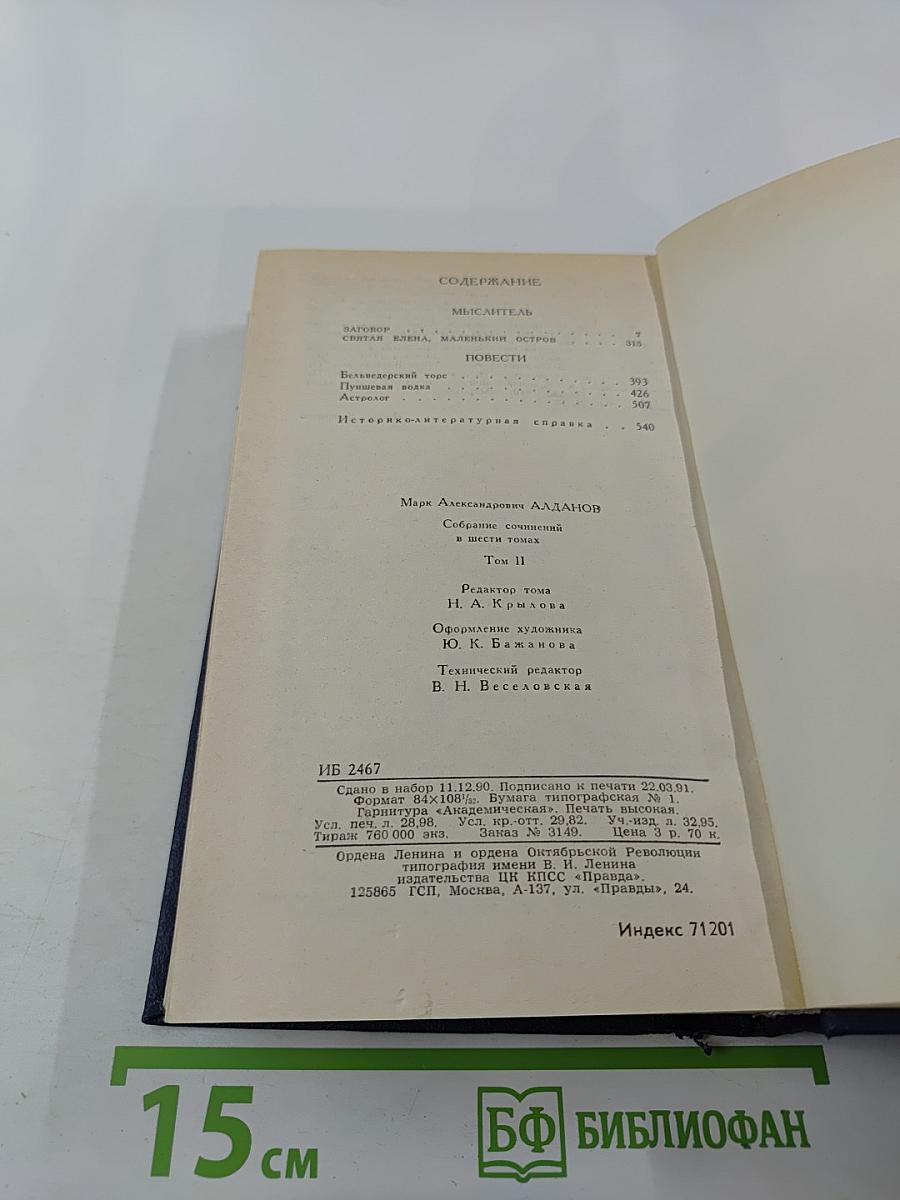 СОДЕРЖАНИЕ
МЫСЛИТЕЛЬ
ЗАГОВОР . . . . . . . . . . . . . . . 7
СВЯТАЯ ЕЛЕНА, МАЛЕНЬКИЙ ОСТРОВ . . . . 315
ПОВЕСТИ
Бельведерский торс . . . . . . . . . . . . 393
Пуншевая водка . . . . . . . . . . . . . 426
Астролог . . . . . . . . . . . . . . . . 507
Историко-литературная справка . . 540
Марк Александрович АЛДАНОВ
Собрание сочинений
в шести томах
Том II
Редактор тома
Н. А. Крылова
Оформление художника
Ю. К. Бажанова
Технический редактор
В. Н. Веселовская
ИБ 2467
Сдано в набор 11.12.90. Подписано к печати 22.03.91.
Формат 84×108¹/₃₂. Бумага типографская № 1.
Гарнитура «Академическая». Печать высокая.
Усл. печ. л. 28,98. Усл. кр.-отт. 29,82. Уч.-изд. л. 32,95.
Тираж 760 000 экз. Заказ № 3149. Цена 3 р. 70 к.
Ордена Ленина и ордена Октябрьской Революции
типография имени В. И. Ленина
издательства ЦК КПСС «Правда».
125865 ГСП, Москва, А-137, ул. «Правды», 24.
Индекс 71201
15 см
БФ БИБЛИОФАН